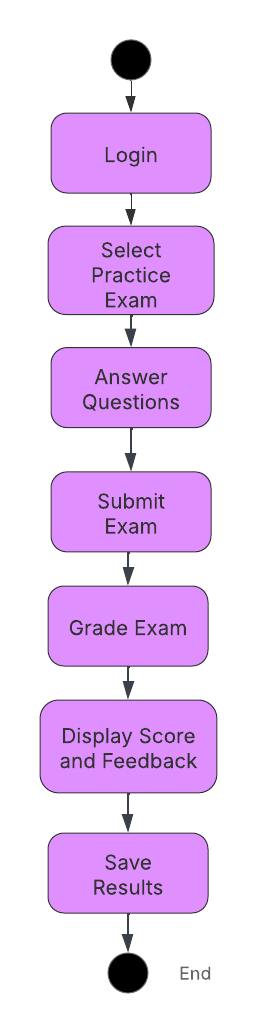 Login
Select
Practice
Exam
Answer
Questions
Submit
Exam
Grade Exam
Display Score
and Feedback
Save
Results
End